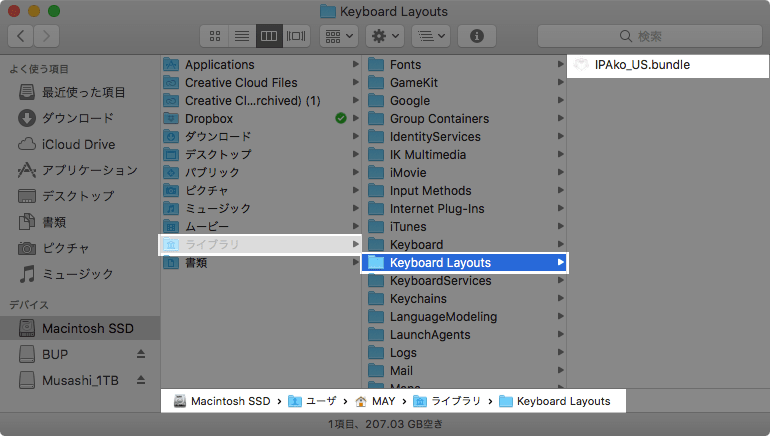 Keyboard Layouts
検索
よく使う項目
最近使った項目
ダウンロード
iCloud Drive
アプリケーション
デスクトップ
書類
ピクチャ
ミュージック
デバイス
Macintosh SSD
BUP
Musashi_1TB
Applications
Creative Cloud Files
Creative Cl...rchived) (1)
Dropbox
ダウンロード
デスクトップ
パブリック
ピクチャ
ミュージック
ムービー
ライブラリ
書類
Fonts
GameKit
Google
Group Containers
IdentityServices
IK Multimedia
iMovie
Input Methods
Internet Plug-Ins
iTunes
Keyboard
Keyboard Layouts
KeyboardServices
Keychains
LanguageModeling
LaunchAgents
Logs
Mail
Maps
IPAko_US.bundle
Macintosh SSD › ユーザ › MAY › ライブラリ › Keyboard Layouts
1項目、207.03 GB空き